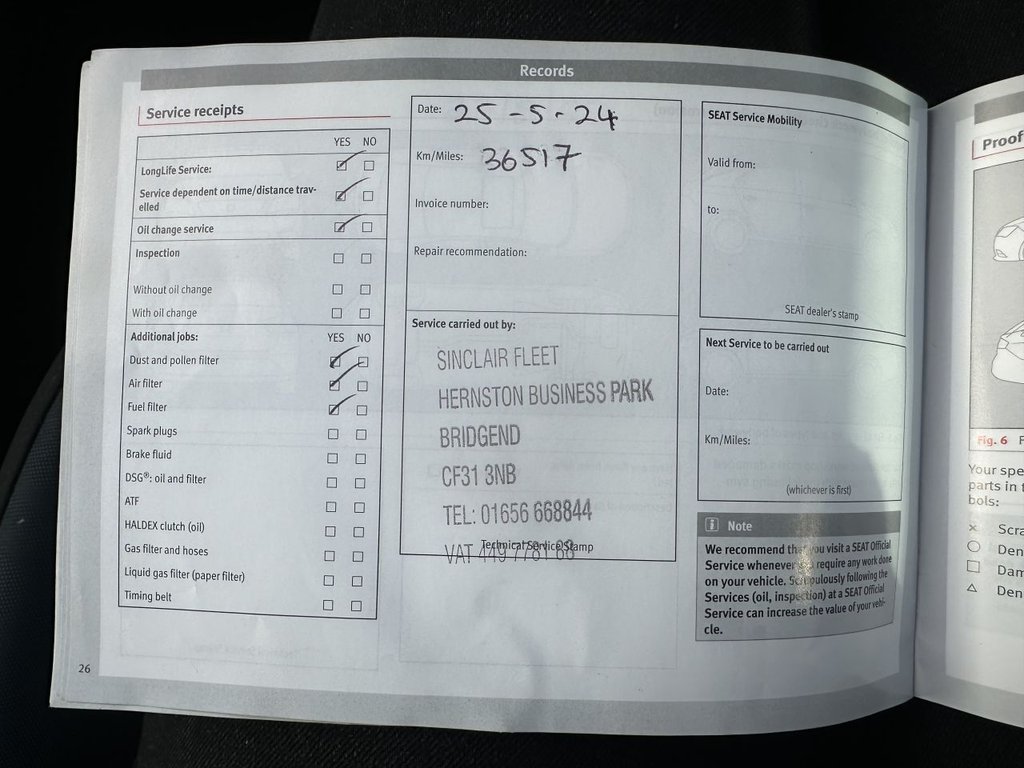 Records
Service receipts
YES NO
LongLife Service:
Service dependent on time/distance trav-
elled
Oil change service
Inspection
Without oil change
With oil change
Additional jobs: YES NO
Dust and pollen filter
Air filter
Fuel filter
Spark plugs
Brake fluid
DSG®: oil and filter
ATF
HALDEX clutch (oil)
Gas filter and hoses
Liquid gas filter (paper filter)
Timing belt
26
Date: 25-5-24
Km/Miles: 36517
Invoice number:
Repair recommendation:
Service carried out by:
SINCLAIR FLEET
HERNSTON BUSINESS PARK
BRIDGEND
CF31 3NB
TEL: 01656 668844
Technical Service Stamp
VAT 449 7781 68
SEAT Service Mobility
Valid from:
to:
SEAT dealer's stamp
Next Service to be carried out
Date:
Km/Miles:
(whichever is first)
i Note
We recommend that you visit a SEAT Official
Service whenever you require any work done
on your vehicle. Scrupulously following the
Services (oil, inspection) at a SEAT Official
Service can increase the value of your vehi-
cle.
Proof
Fig. 6
Your spe
parts in t
bols:
× Scra
○ Den
□ Dam
△ Den